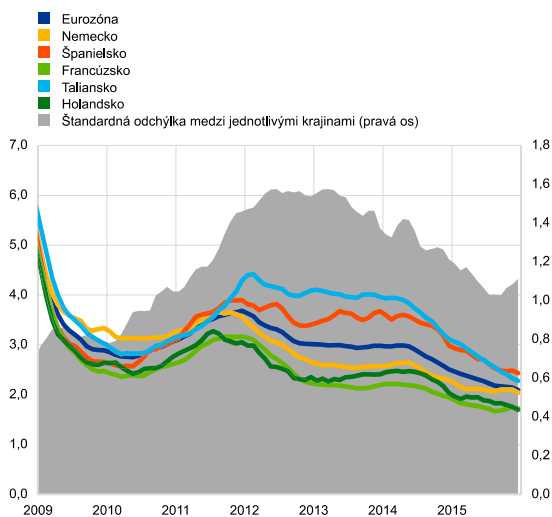 Eurozóna
Nemecko
Španielsko
Francúzsko
Taliansko
Holandsko
Štandardná odchýlka medzi jednotlivými krajinami (pravá os)
7,0 1,8
6,0 1,6
5,0 1,4
4,0 1,2
3,0 1,0
2,0 0,8
1,0 0,6
0,0 0,4
0,2
0,0
2009 2010 2011 2012 2013 2014 2015